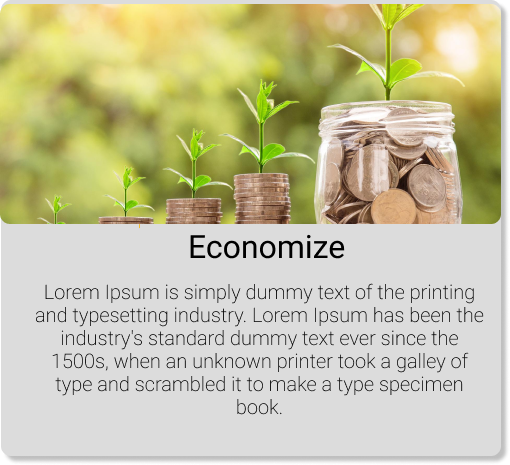 Economize
Lorem Ipsum is simply dummy text of the printing
and typesetting industry. Lorem Ipsum has been the
industry's standard dummy text ever since the
1500s, when an unknown printer took a galley of
type and scrambled it to make a type specimen
book.